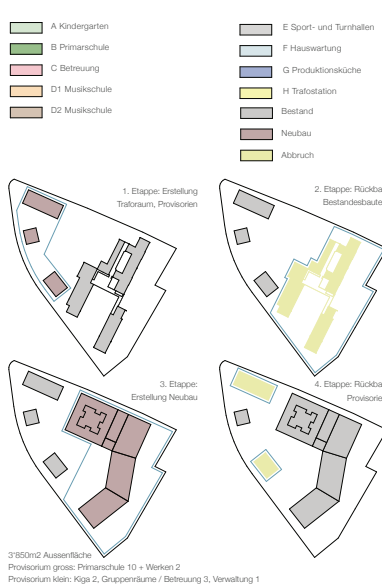 A Kindergarten
B Primarschule
C Betreuung
D1 Musikschule
D2 Musikschule
E Sport- und Turnhallen
F Hauswartung
G Produktionsküche
H Trafostation
Bestand
Neubau
Abbruch
1. Etappe: Erstellung
Traforaum, Provisorien
2. Etappe: Rückba
Bestandesbaute
3. Etappe:
Erstellung Neubau
4. Etappe: Rückba
Provisorie
3'850m2 Aussenfläche
Provisorium gross: Primarschule 10 + Werken 2
Provisorium klein: Kiga 2, Gruppenräume / Betreuung 3, Verwaltung 1